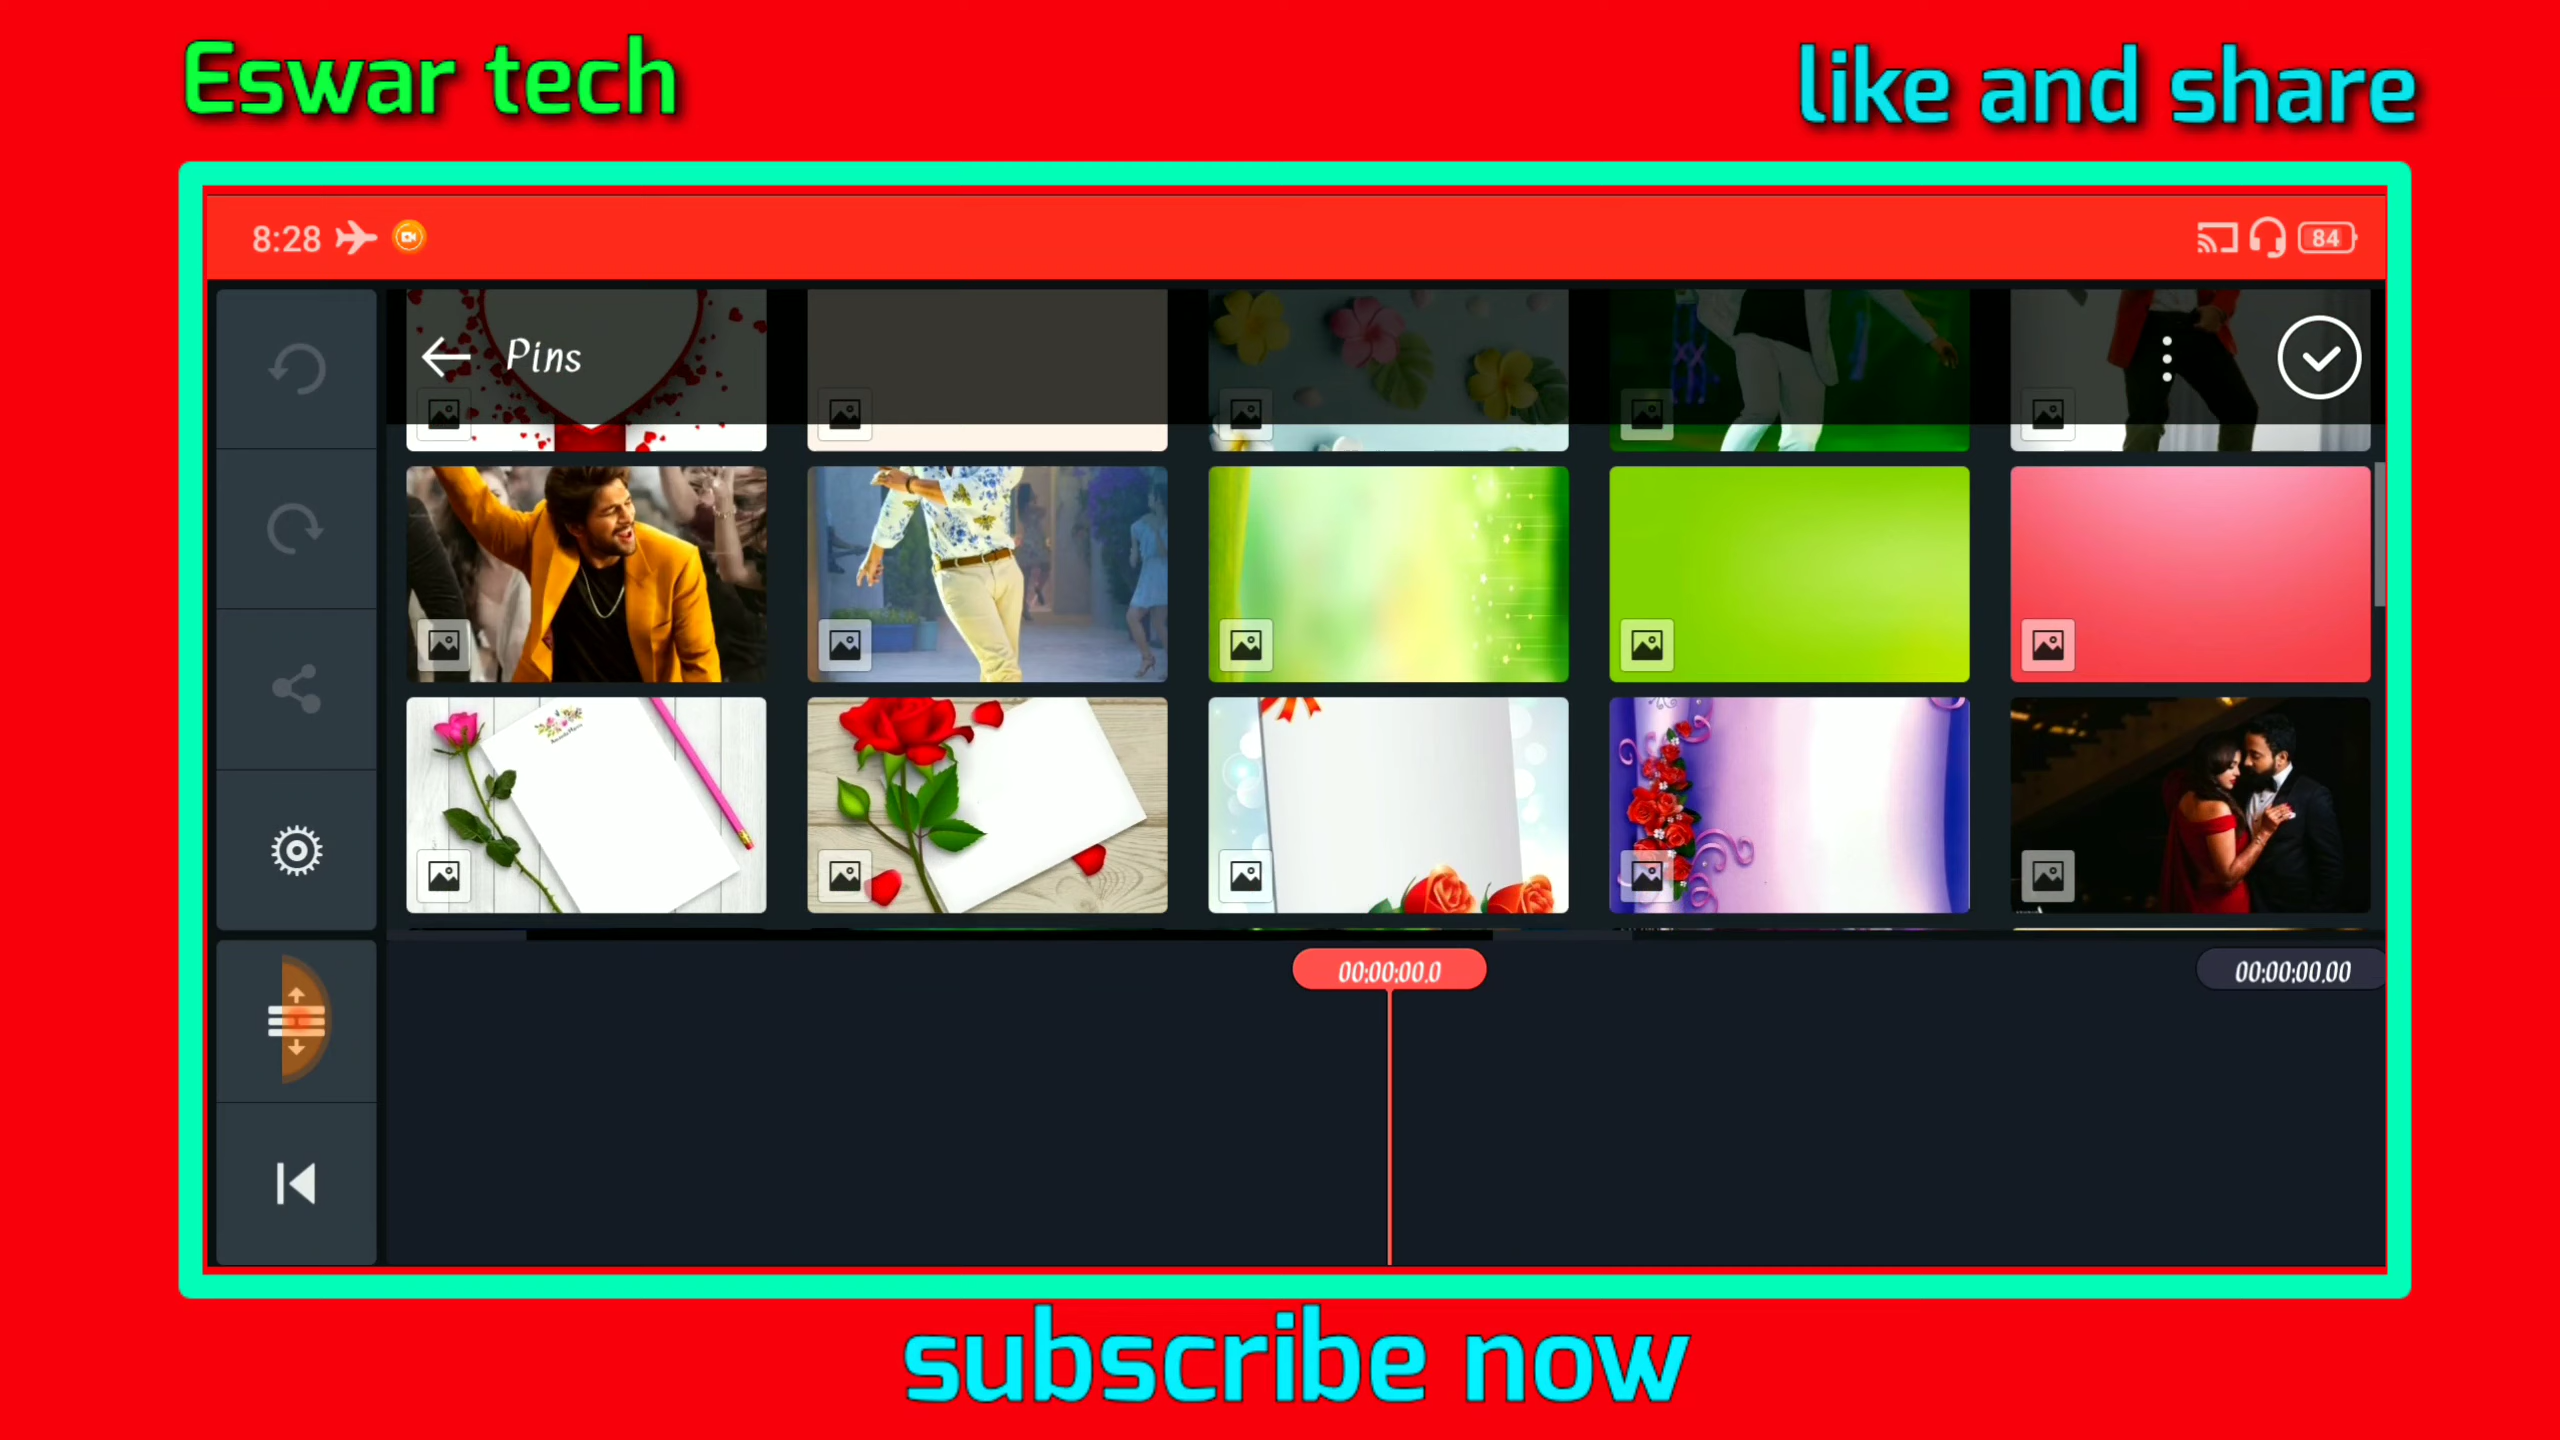 Eswar tech
like and share
8:28
84
Pins
00:00:00.0
00:00:00.00
subscribe now